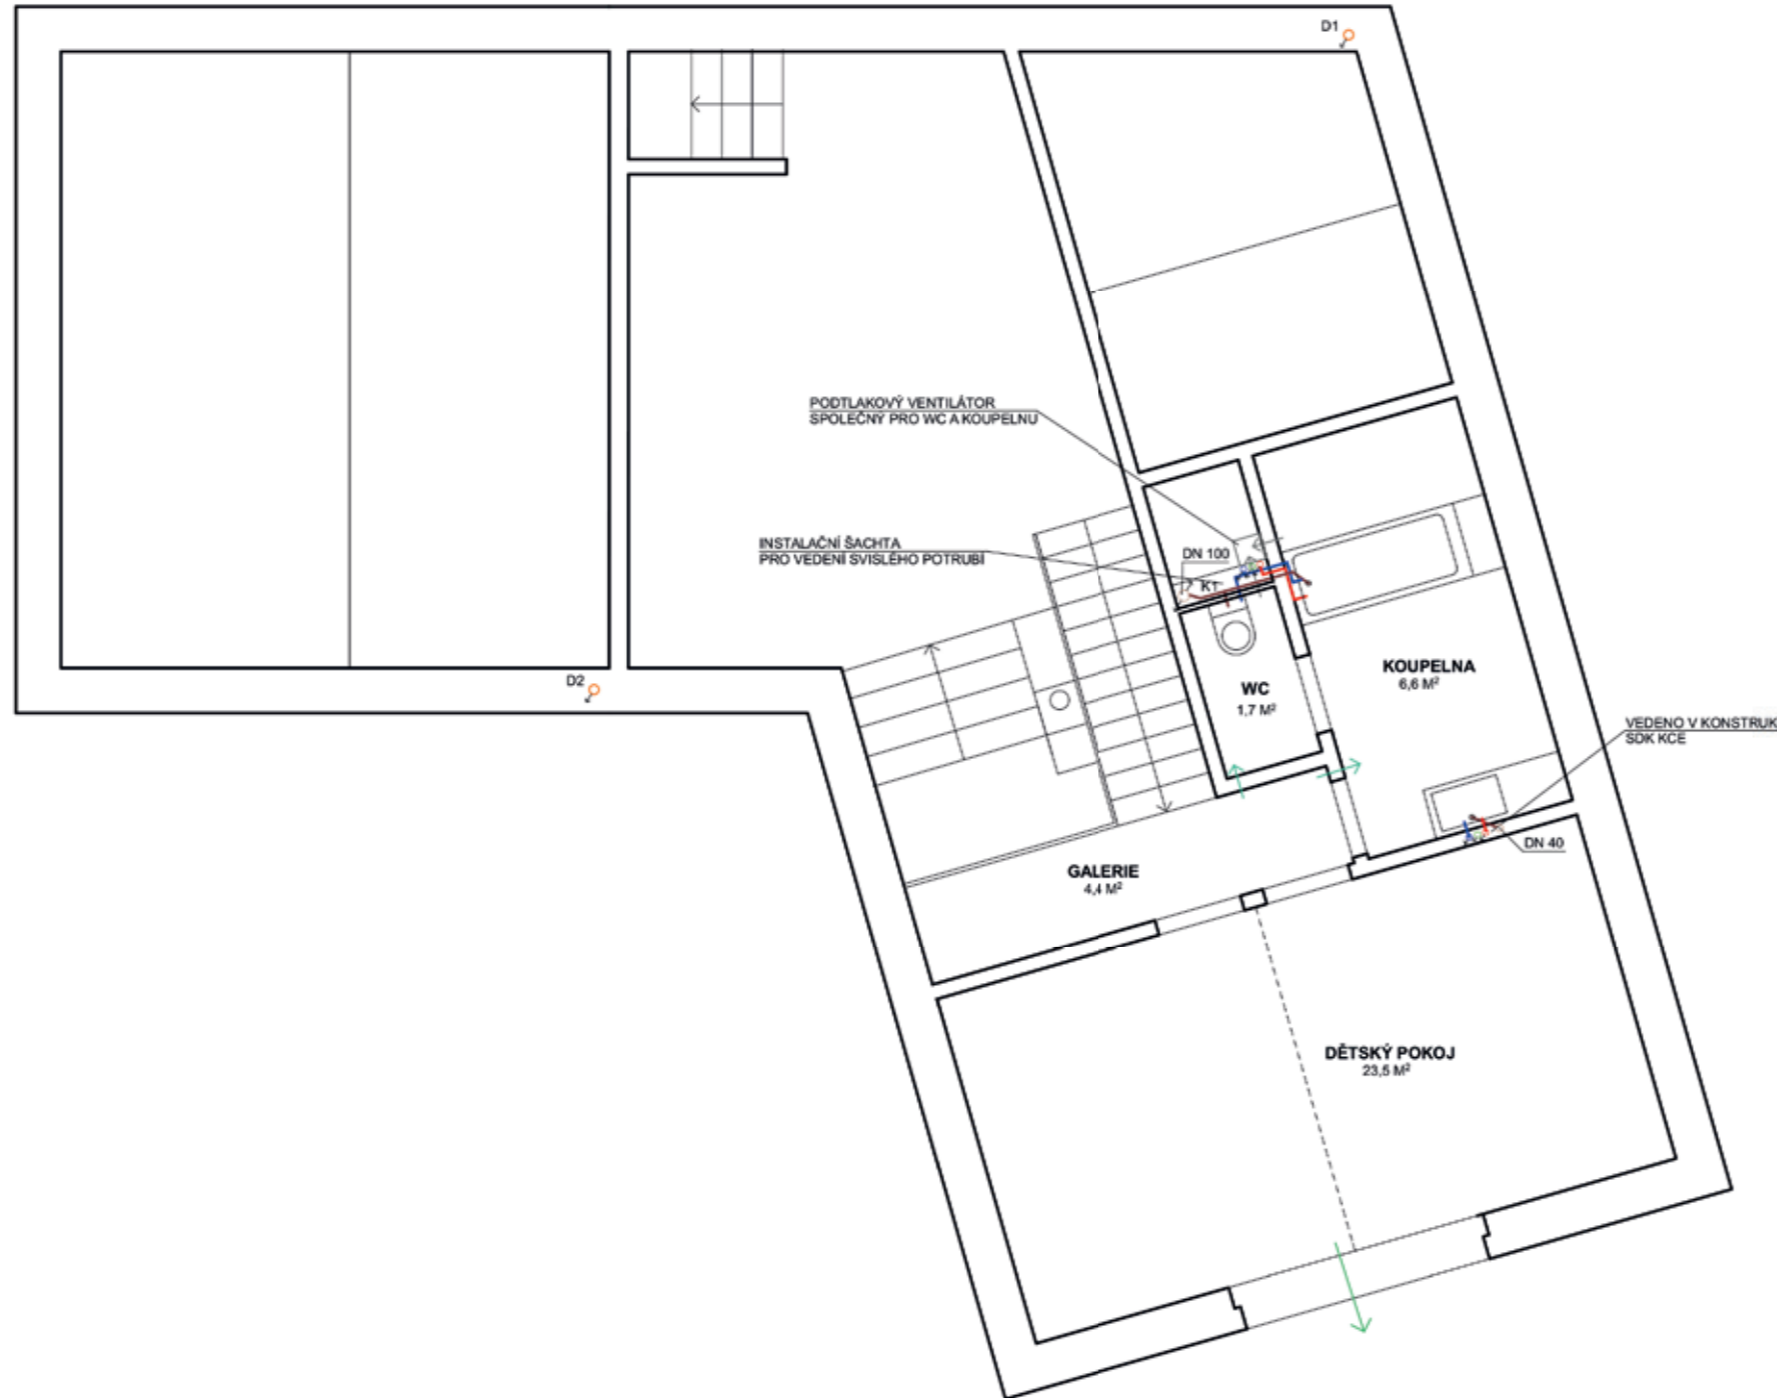 D1
PODTLAKOVÝ VENTILÁTOR
SPOLEČNÝ PRO WC A KOUPELNU
INSTALAČNÍ ŠACHTA
PRO VEDENÍ SVISLÉHO POTRUBÍ
DN 100
K1
KOUPELNA
6,6 M²
D2
WC
1,7 M²
VEDENO V KONSTRUK
SDK KCE
DN 40
GALERIE
4,4 M²
DĚTSKÝ POKOJ
23,5 M²